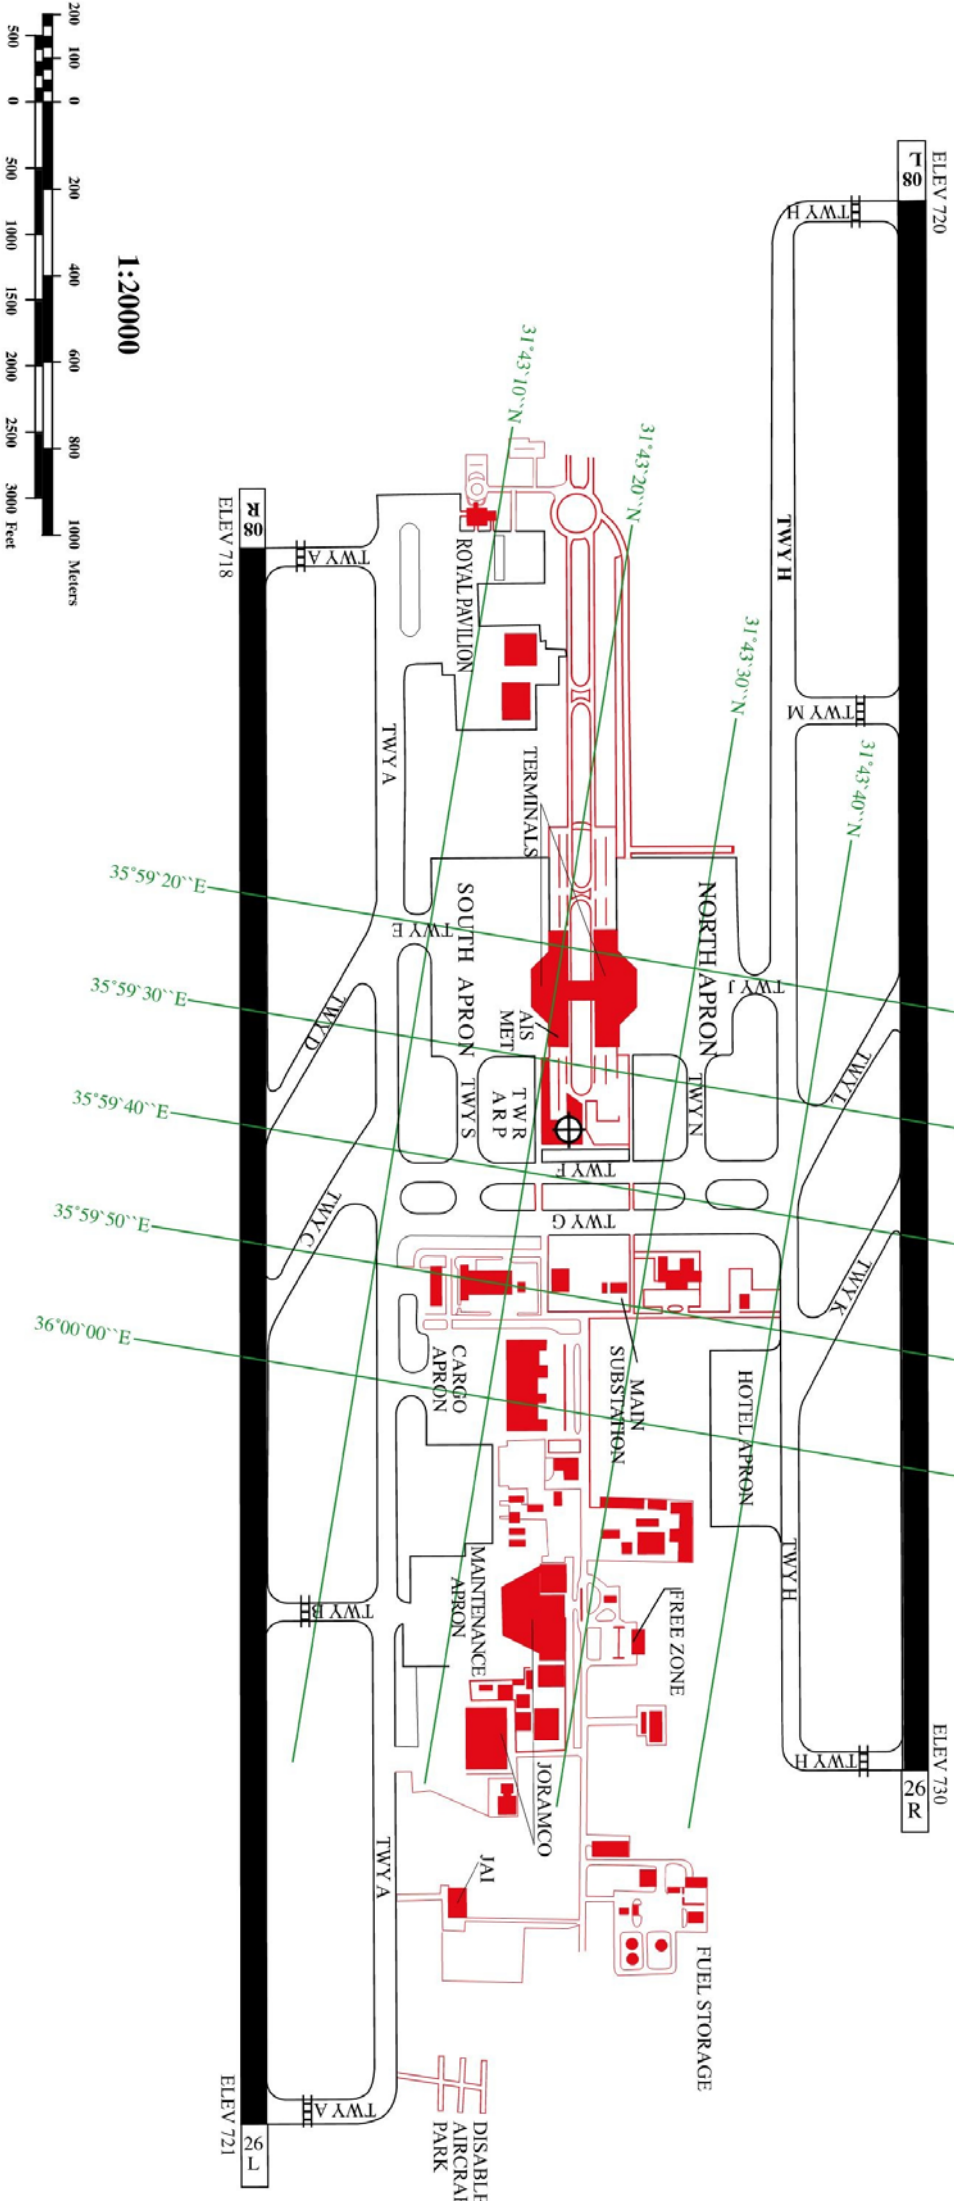 200 100 0 200 400 600 800 1000 Meters
500 0 500 1000 1500 2000 2500 3000 Feet
1:20000
ELEV 720
08
L
TWY H
TWY H
TWY M
31°43`10``N
31°43`20``N
31°43`30``N
31°43`40``N
ELEV 718
08
R
TWY A
ROYAL PAVILION
TWY A
TERMINALS
35°59`20``E
35°59`30``E
35°59`40``E
35°59`50``E
36°00`00``E
TWY E
SOUTH APRON
NORTH APRON
TWY J
TWY D
AIS
MET
TWY L
TWY S
TWR
ARP
TWY N
TWY F
TWY G
TWY C
TWY K
CARGO
APRON
MAIN
SUBSTATION
HOTEL APRON
TWY H
TWY B
MAINTENANCE
APRON
FREE ZONE
JORAMCO
TWY H
ELEV 730
26
R
TWY A
JAI
FUEL STORAGE
TWY A
ELEV 721
26
L
PARK